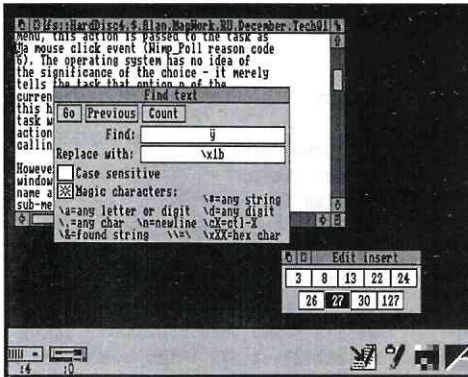 fs::HardDisc4.$.Alan.MagWork.RU.December.Tech01
Menu, this action is passed to the task as
a mouse click event (Wimp_Poll reason code
6). The operating system has no idea of
the significance of the choice - it merely
tells the task that option n of the
curren
this h
task w
action
callin
Howeve
window
name a
sub-me
Find text
Go Previous Count
Find: ÿ
Replace with: \x1b
Case sensitive
Magic characters:
\*=any string
\a=any letter or digit \d=any digit
\.=any char \n=newline \cX=ctl-X
\&=found string \\=\ \xXX=hex char
Edit insert
3 8 13 22 24
26 27 30 127
:4 :0